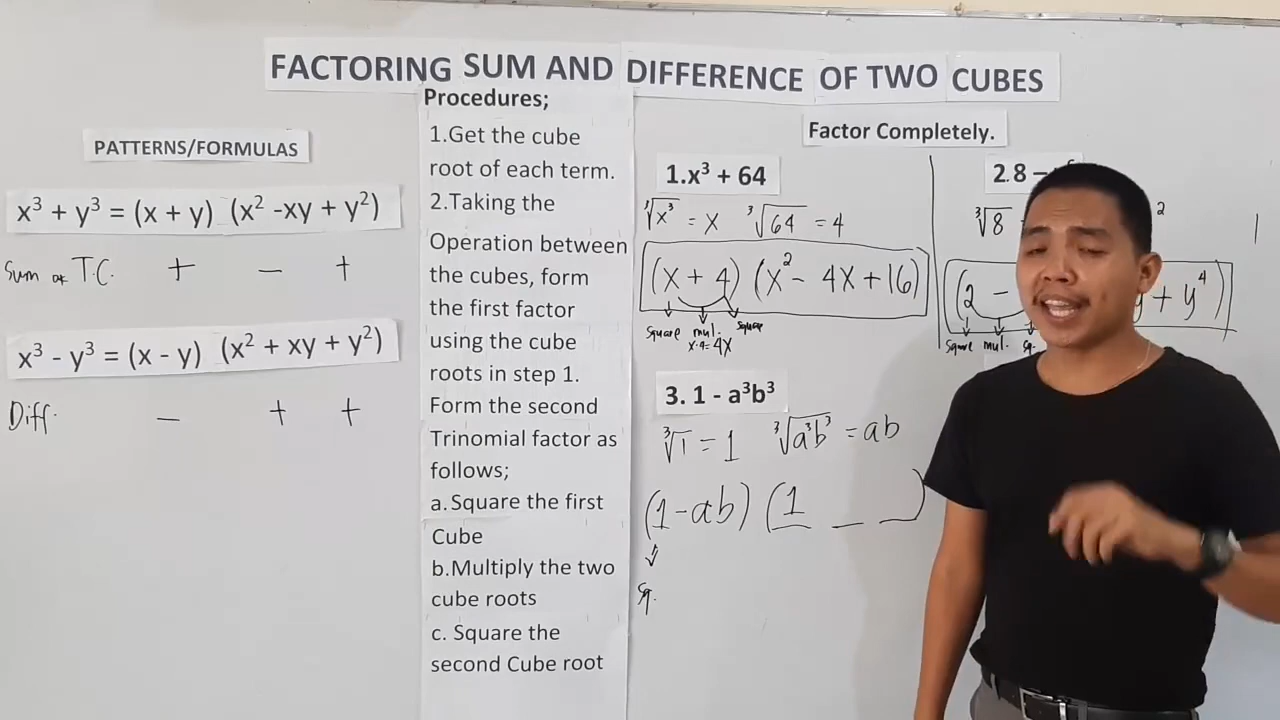 FACTORING SUM AND DIFFERENCE OF TWO CUBES
PATTERNS/FORMULAS
x³ + y³ = (x + y) (x² -xy + y²)
Sum of T.C. + - +
x³ - y³ = (x - y) (x² + xy + y²)
Diff. - + +
Procedures;
1.Get the cube
root of each term.
2.Taking the
Operation between
the cubes, form
the first factor
using the cube
roots in step 1.
Form the second
Trinomial factor as
follows;
a. Square the first
Cube
b.Multiply the two
cube roots
c. Square the
second Cube root
Factor Completely.
1.x³ + 64
∛x³ = x ∛64 = 4
(x + 4) (x² - 4x + 16)
square mul. square
x·4= 4x
2.8 -
∛8
2
(2 - y + y⁴)
square mul. sq.
3. 1 - a³b³
∛1 = 1 ∛a³b³ = ab
(1-ab) (1 _ _ )
sq.